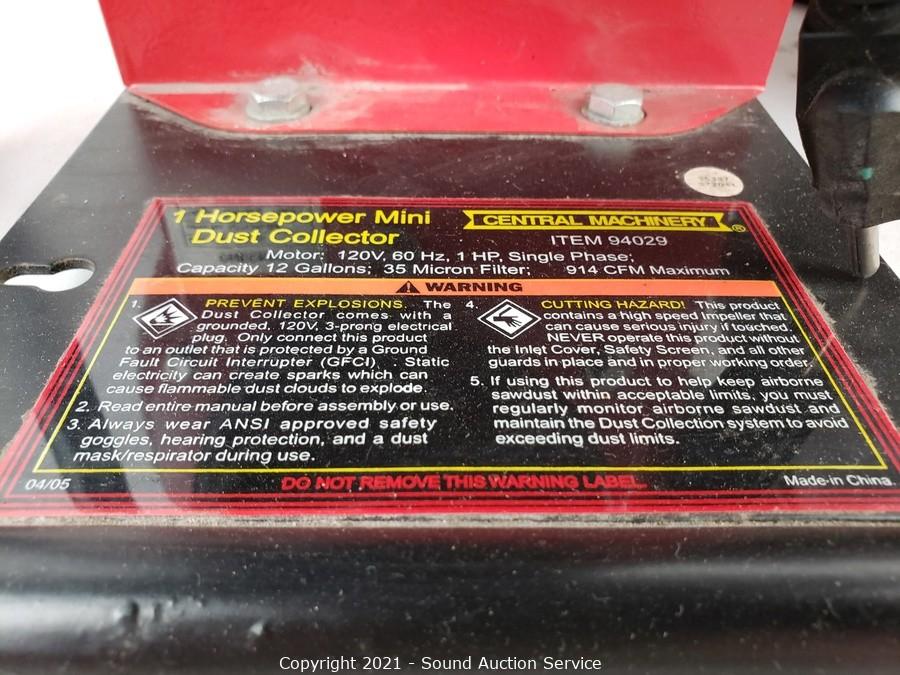 1 Horsepower Mini
Dust Collector
CENTRAL MACHINERY®
ITEM 94029
Motor: 120V, 60 Hz, 1 HP, Single Phase;
Capacity 12 Gallons; 35 Micron Filter; 914 CFM Maximum
WARNING
1. PREVENT EXPLOSIONS. The
Dust Collector comes with a
grounded, 120V, 3-prong electrical
plug. Only connect this product
to an outlet that is protected by a Ground
Fault Circuit Interrupter (GFCI). Static
electricity can create sparks which can
cause flammable dust clouds to explode.
2. Read entire manual before assembly or use.
3. Always wear ANSI approved safety
goggles, hearing protection, and a dust
mask/respirator during use.
4. CUTTING HAZARD! This product
contains a high speed Impeller that
can cause serious injury if touched.
NEVER operate this product without
the Inlet Cover, Safety Screen, and all other
guards in place and in proper working order.
5. If using this product to help keep airborne
sawdust within acceptable limits, you must
regularly monitor airborne sawdust and
maintain the Dust Collection system to avoid
exceeding dust limits.
04/05
DO NOT REMOVE THIS WARNING LABEL
Made in China.
Copyright 2021 - Sound Auction Service